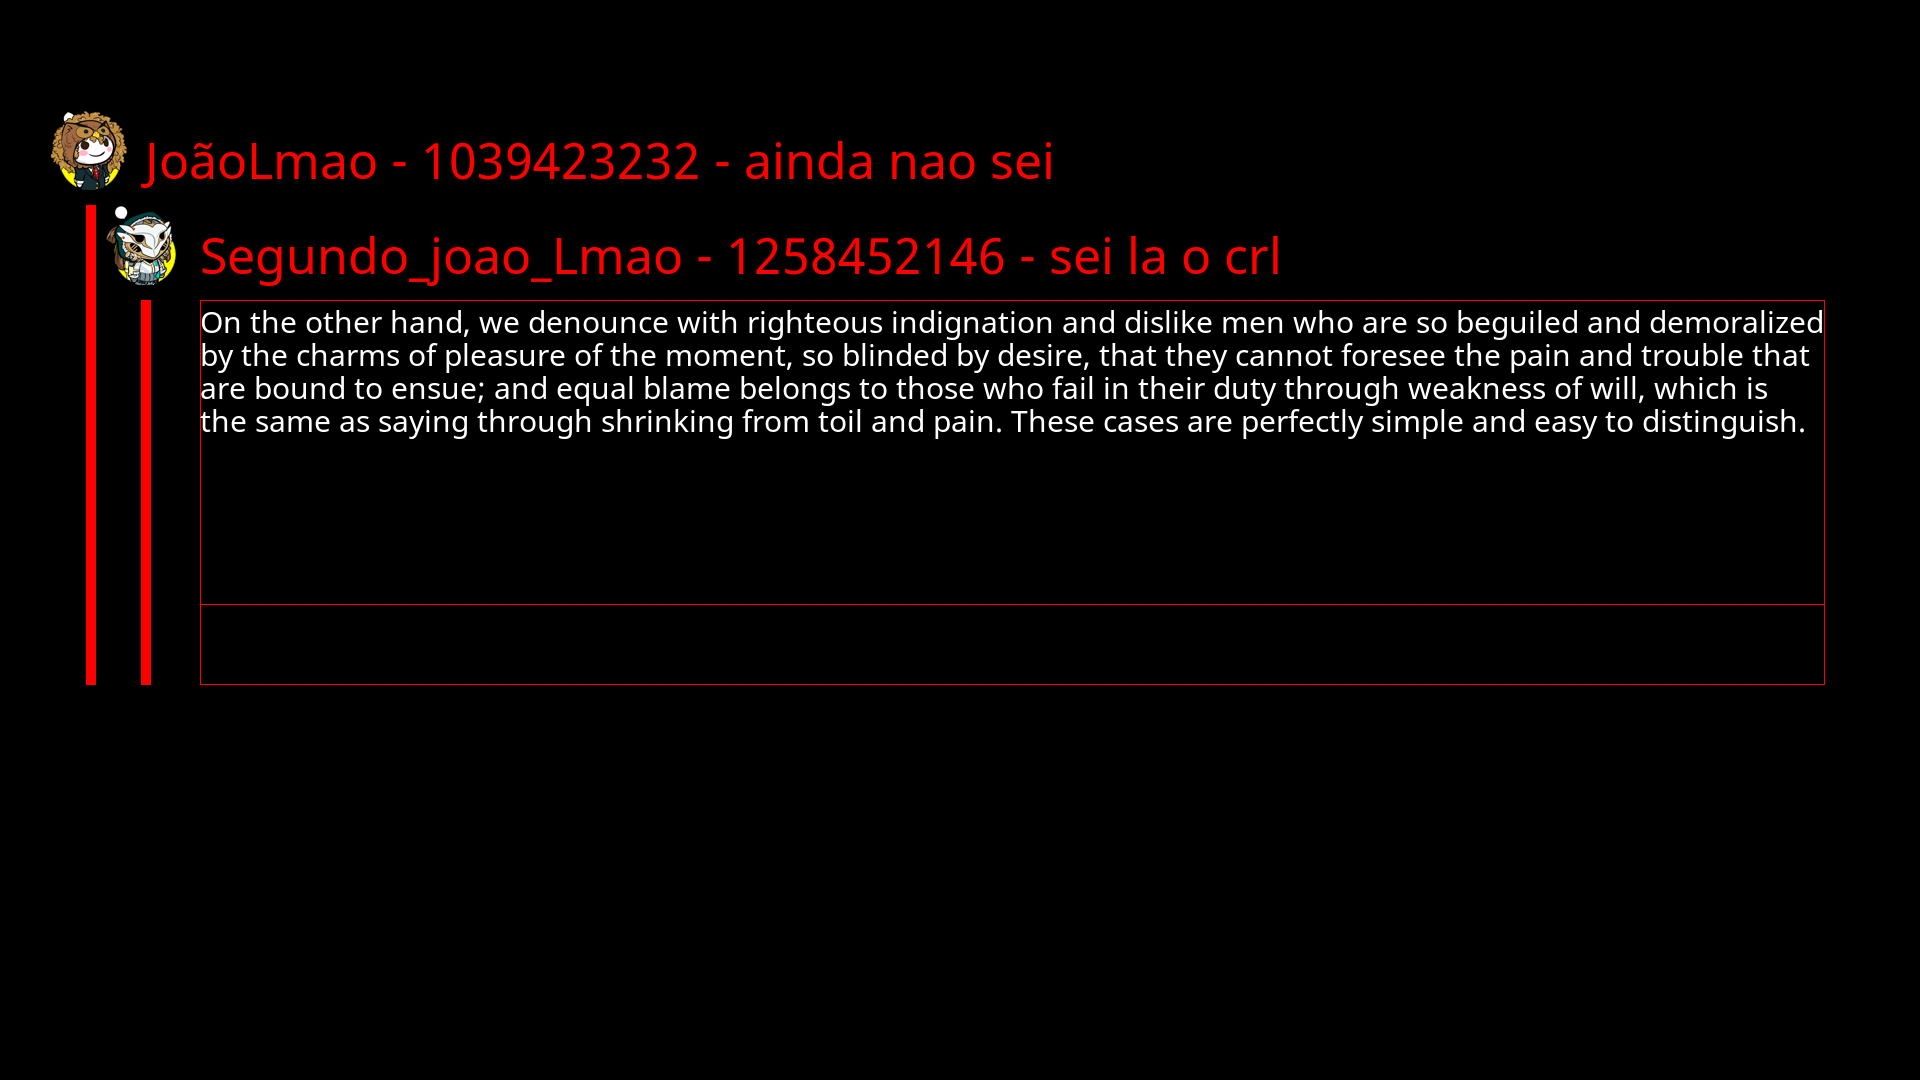 JoãoLmao - 1039423232 - ainda nao sei
Segundo_joao_Lmao - 1258452146 - sei la o crl
On the other hand, we denounce with righteous indignation and dislike men who are so beguiled and demoralized
by the charms of pleasure of the moment, so blinded by desire, that they cannot foresee the pain and trouble that
are bound to ensue; and equal blame belongs to those who fail in their duty through weakness of will, which is
the same as saying through shrinking from toil and pain. These cases are perfectly simple and easy to distinguish.